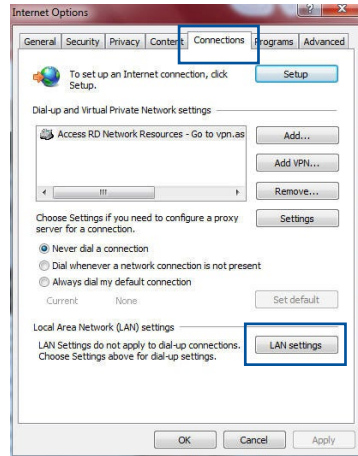 Internet Options
General Security Privacy Content Connections Programs Advanced
To set up an Internet connection, click
Setup.
Setup
Dial-up and Virtual Private Network settings
Access RD Network Resources - Go to vpn.as
Add...
Add VPN...
Remove...
Choose Settings if you need to configure a proxy
server for a connection.
Settings
Never dial a connection
Dial whenever a network connection is not present
Always dial my default connection
Current None
Set default
Local Area Network (LAN) settings
LAN Settings do not apply to dial-up connections.
Choose Settings above for dial-up settings.
LAN settings
OK Cancel Apply